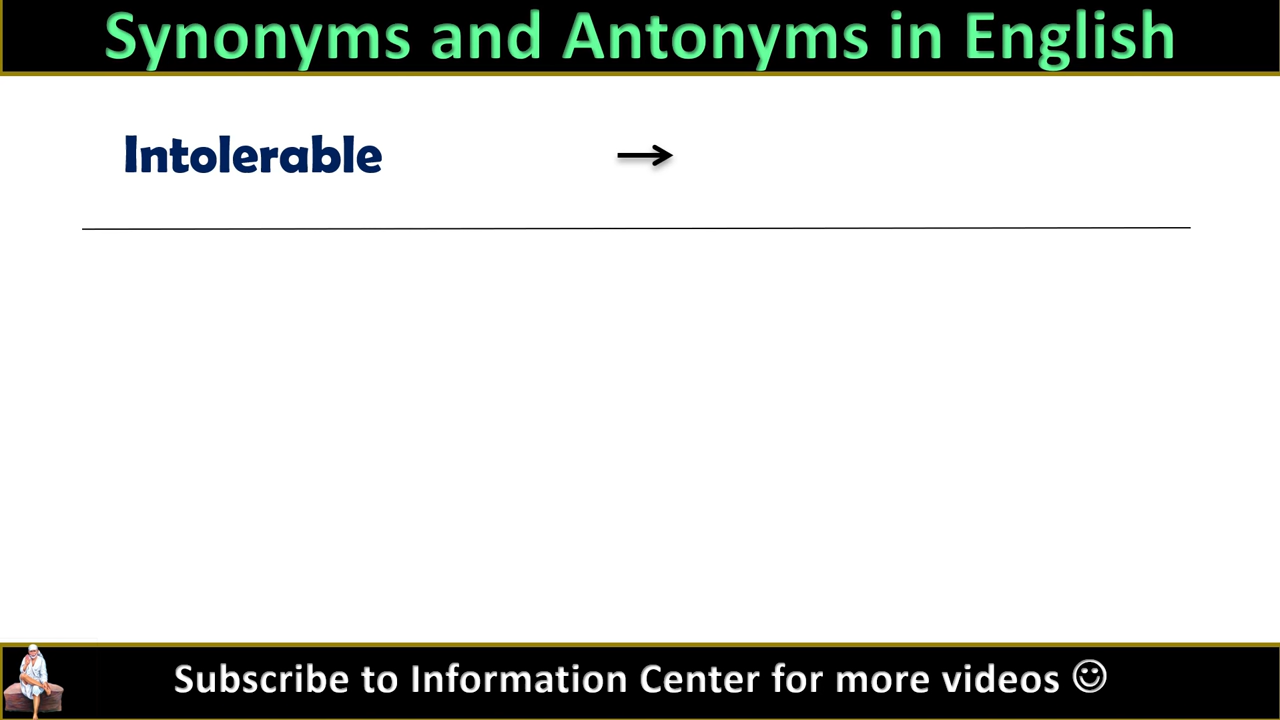 Synonyms and Antonyms in English
Intolerable →
Subscribe to Information Center for more videos ☺